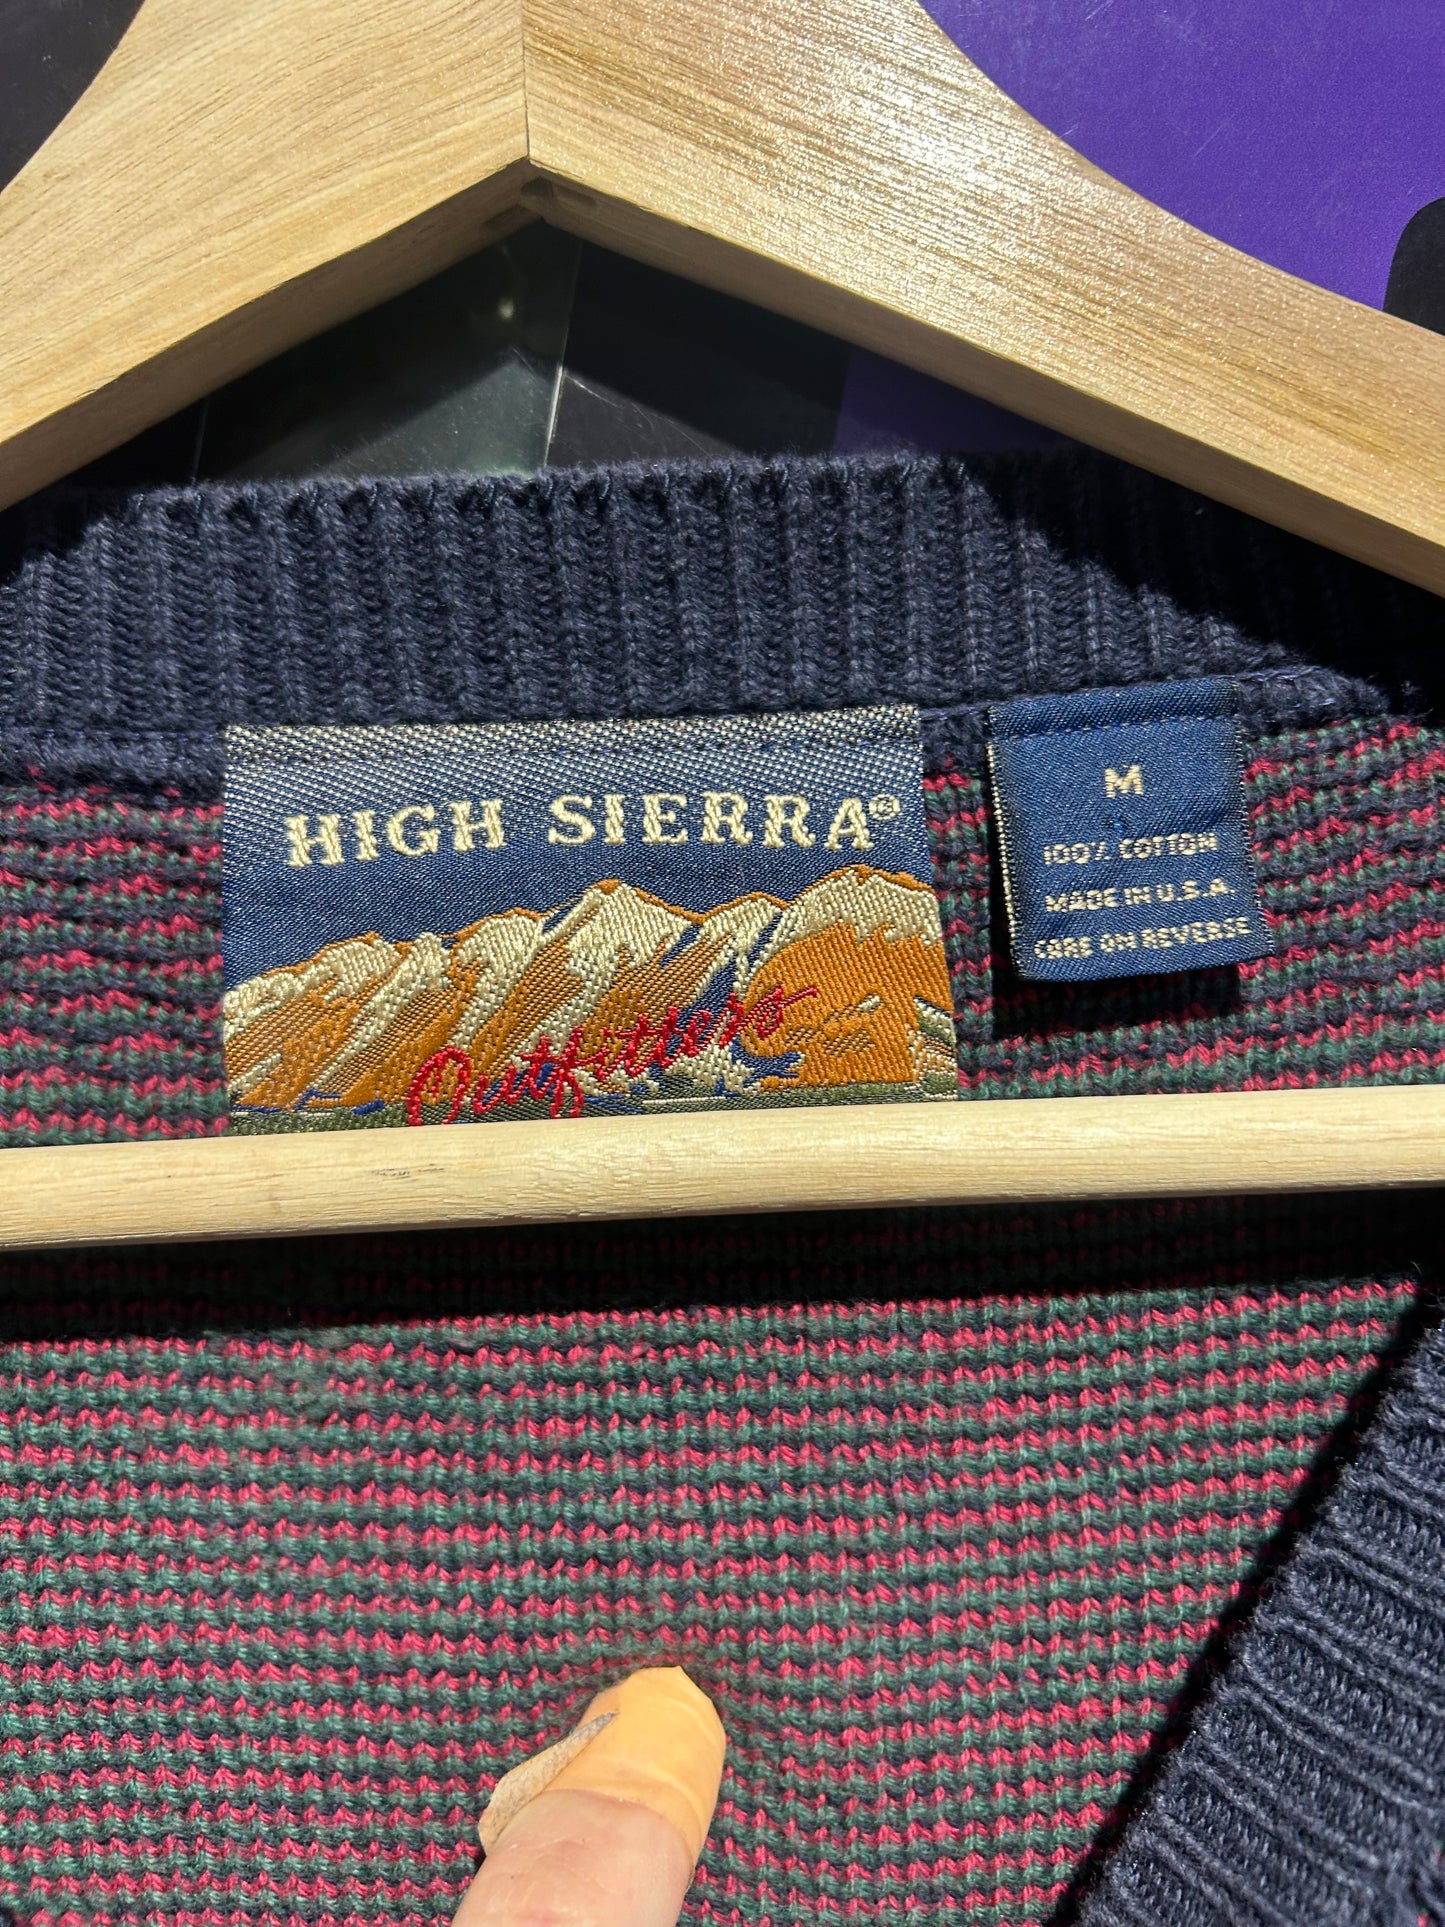 HIGH SIERRA®
Outfitters
M
100% COTTON
MADE IN U.S.A.
CARE ON REVERSE